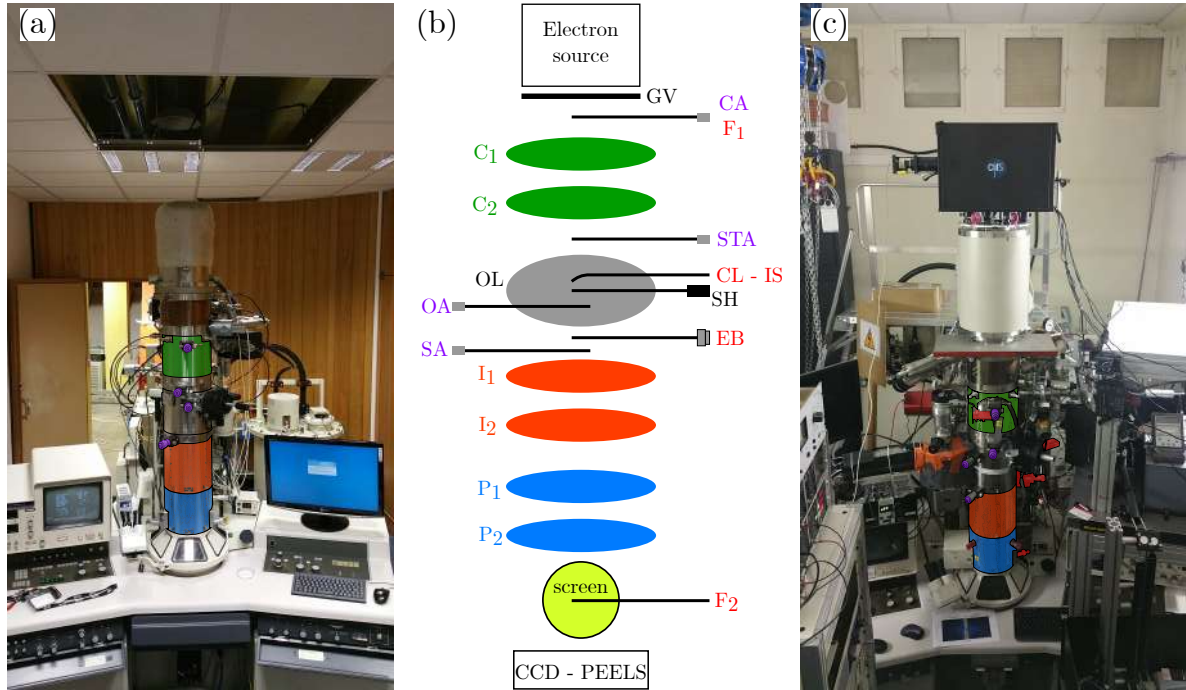 (a)
(b)
(c)
Electron
source
GV
CA
F1
C1
C2
STA
OL
CL - IS
SH
OA
EB
SA
I1
I2
P1
P2
screen
F2
CCD - PEELS